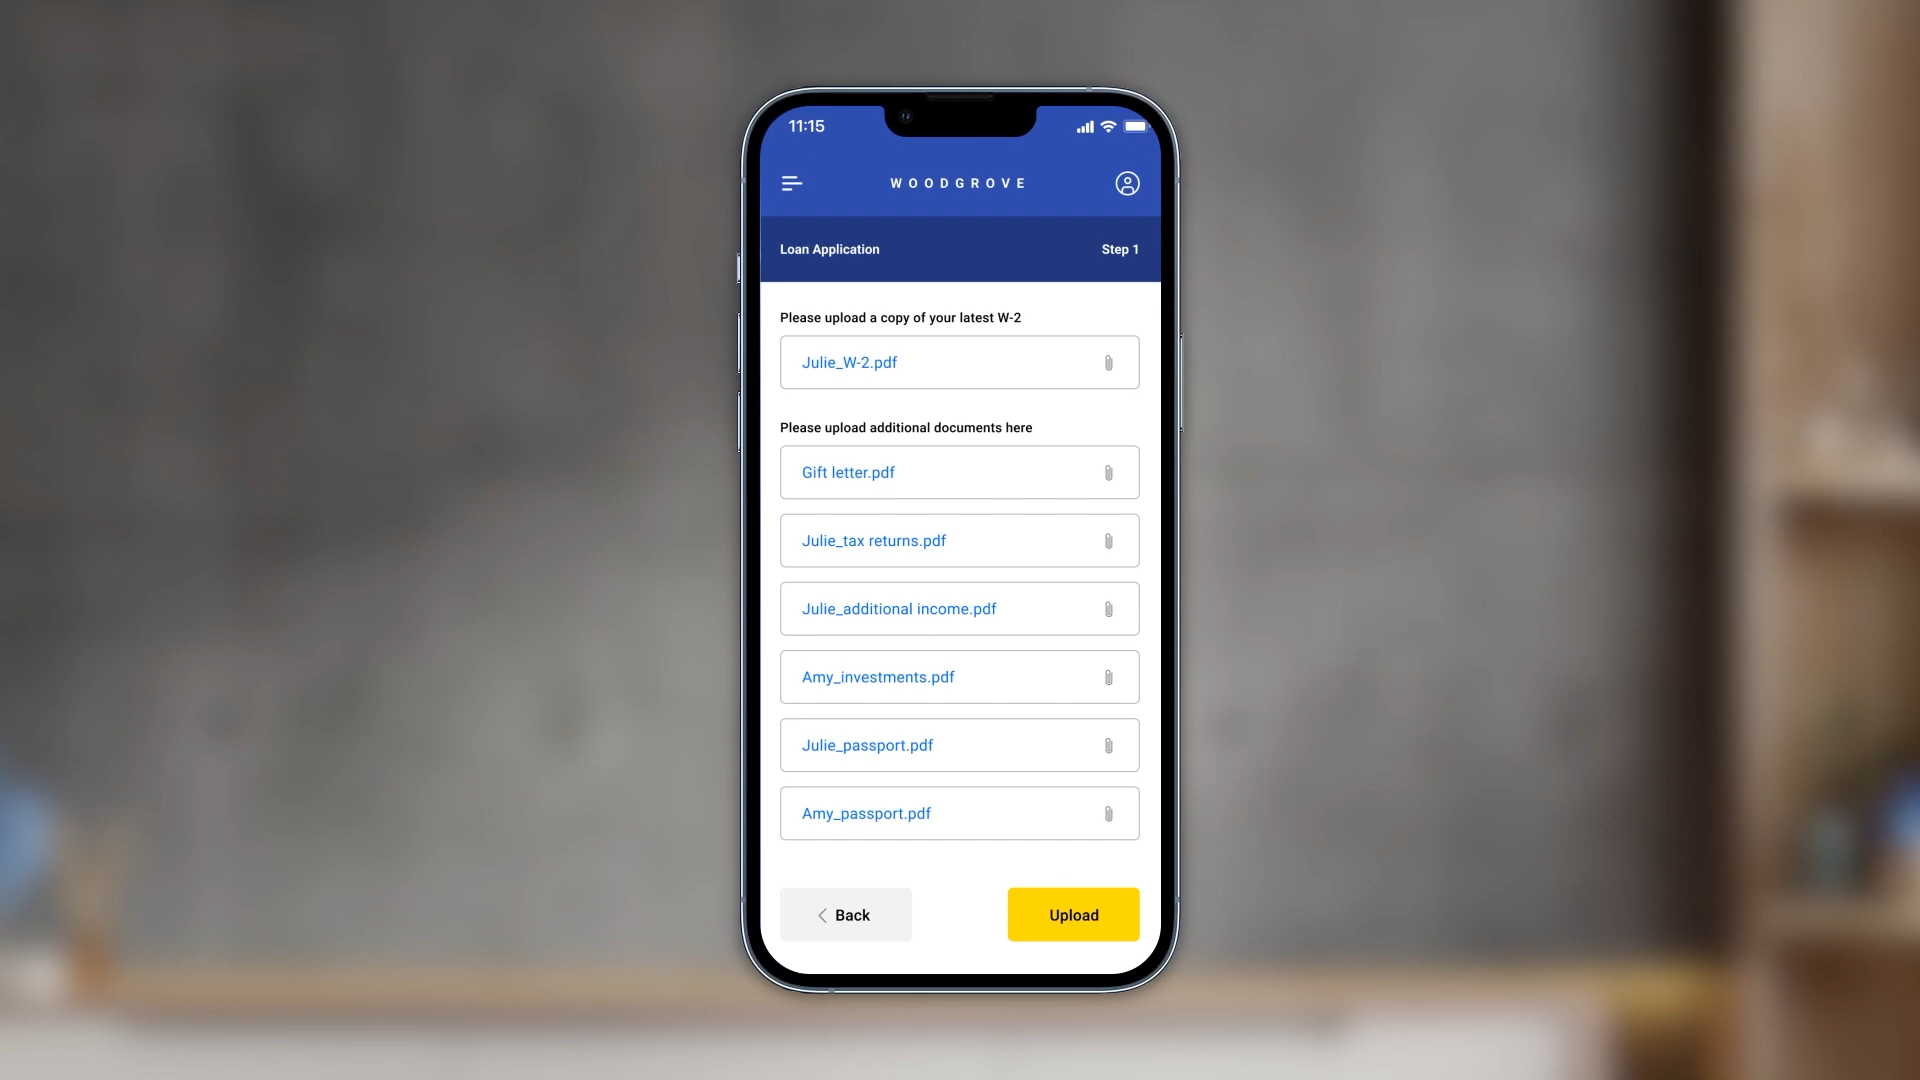 11:15
WOODGROVE
Loan Application Step 1
Please upload a copy of your latest W-2
Julie_W-2.pdf
Please upload additional documents here
Gift letter.pdf
Julie_tax returns.pdf
Julie_additional income.pdf
Amy_investments.pdf
Julie_passport.pdf
Amy_passport.pdf
Back Upload